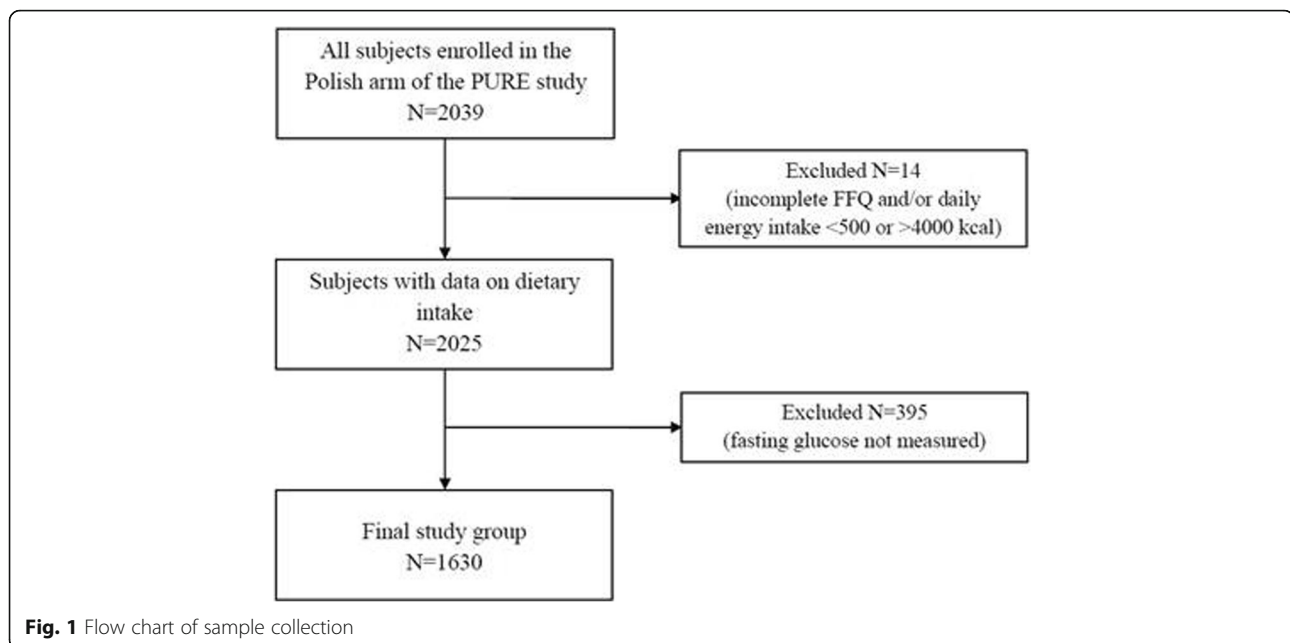 All subjects enrolled in the
Polish arm of the PURE study
N=2039
Excluded N=14
(incomplete FFQ and/or daily
energy intake <500 or >4000 kcal)
Subjects with data on dietary
intake
N=2025
Excluded N=395
(fasting glucose not measured)
Final study group
N=1630
Fig. 1 Flow chart of sample collection